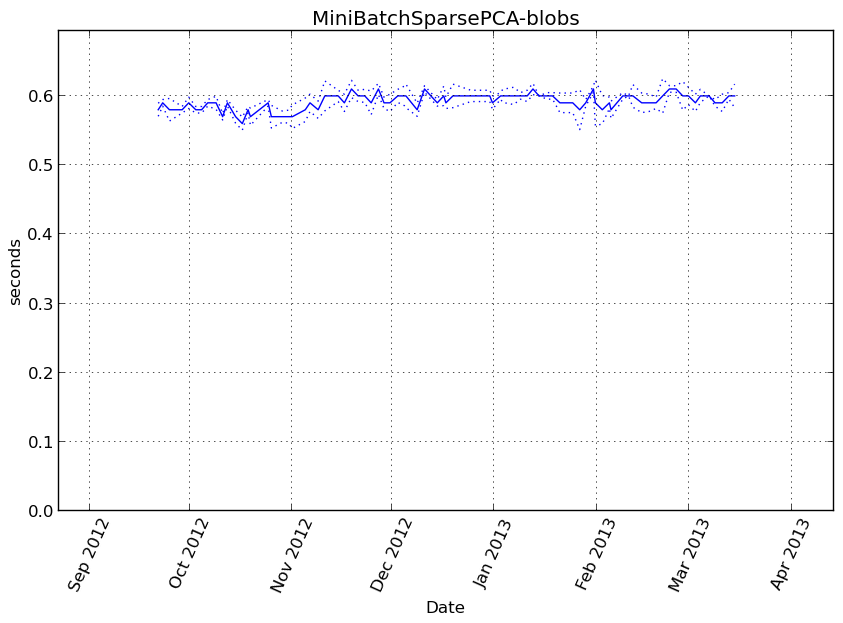 MiniBatchSparsePCA-blobs
0.6
0.5
0.4
0.3
0.2
0.1
0.0
seconds
Sep 2012
Oct 2012
Nov 2012
Dec 2012
Jan 2013
Feb 2013
Mar 2013
Apr 2013
Date